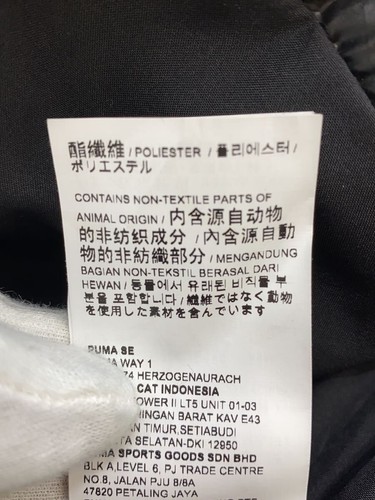 酯纖維 / POLIESTER / 폴리에스터 /
ポリエステル
CONTAINS NON-TEXTILE PARTS OF
ANIMAL ORIGIN / 内含源自动物
的非纺织成分 / 內含源自動
物的非紡織部分 / MENGANDUNG
BAGIAN NON-TEKSTIL BERASAL DARI
HEWAN / 동물에서 유래된 비직물 부
분을 포함합니다 / 繊維ではなく動物
を使用した素材を含んでいます
PUMA SE
WAY 1
HERZOGENAURACH
CAT INDONESIA
TOWER II LT5 UNIT 01-03
KAV E43
TIMUR,SETIABUDI
SELATAN-DKI 12950
SPORTS GOODS SDN BHD
BLK A,LEVEL 6, PJ TRADE CENTRE
NO.8, JALAN PJU 8/8A
47820 PETALING JAYA